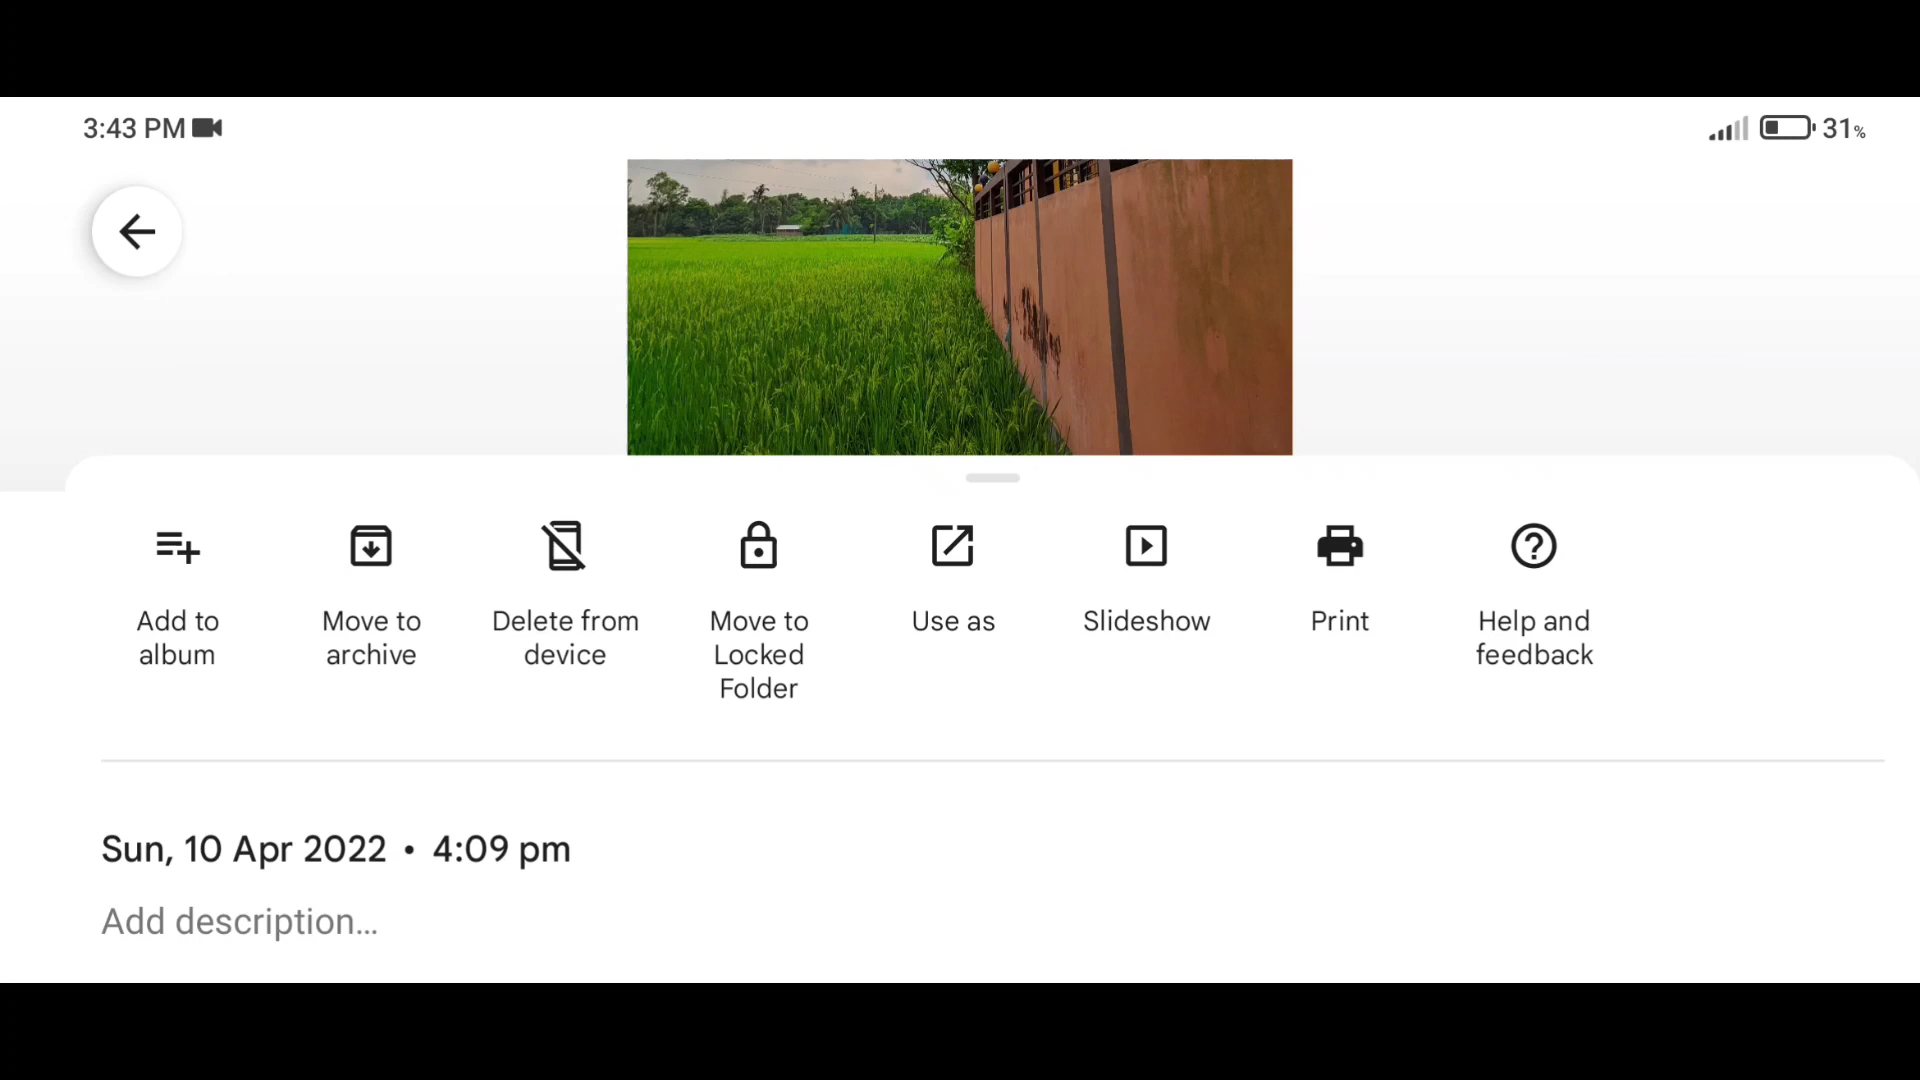 3:43 PM
31%
Add to
album
Move to
archive
Delete from
device
Move to
Locked
Folder
Use as
Slideshow
Print
Help and
feedback
Sun, 10 Apr 2022 • 4:09 pm
Add description...